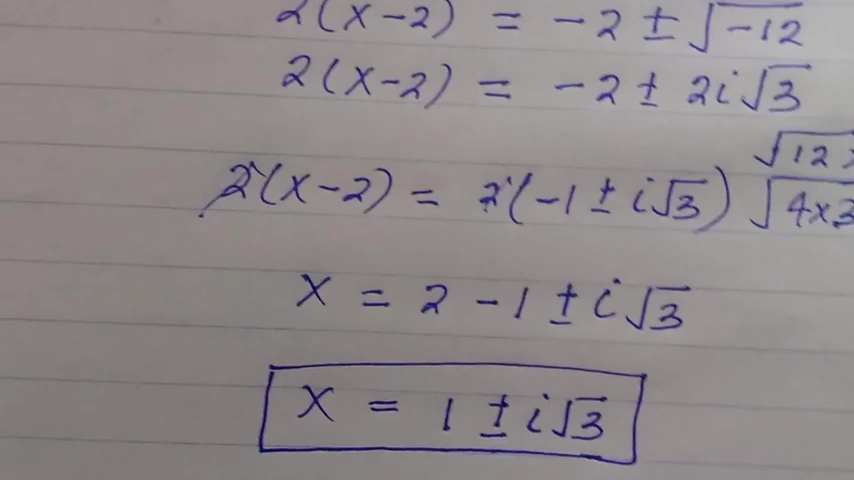 2(x-2) = -2 ± √-12
2(x-2) = -2 ± 2i√3
√12
2(x-2) = 2(-1 ± i√3) √4x3
x = 2 - 1 ± i√3
x = 1 ± i√3